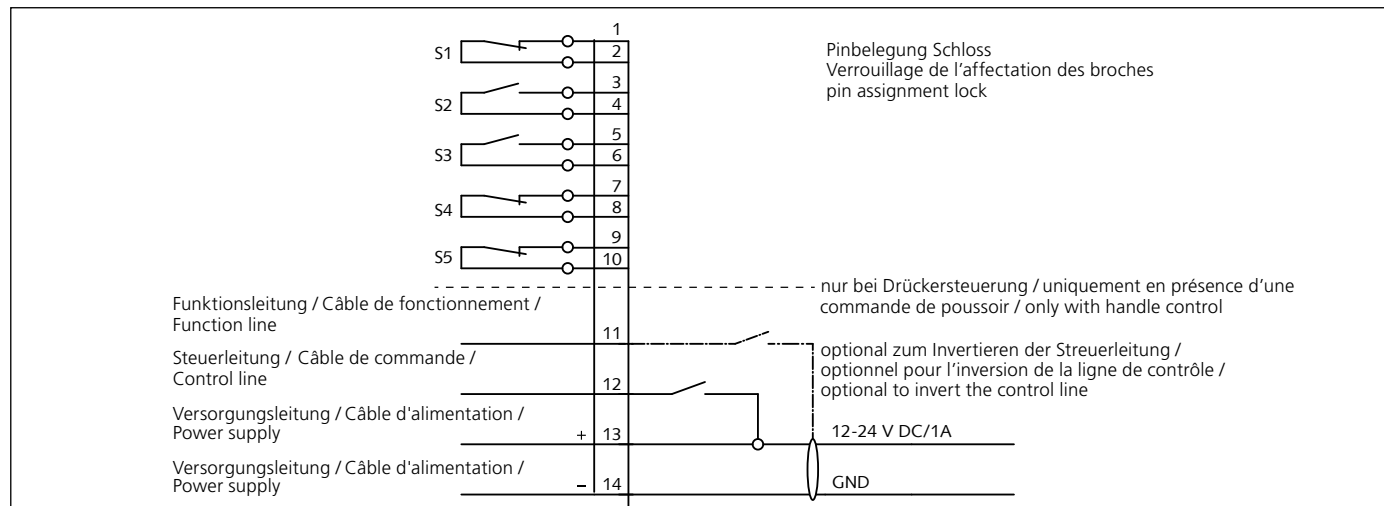 1
S1
2
Pinbelegung Schloss
Verrouillage de l'affectation des broches
pin assignment lock
3
S2
4
5
S3
6
7
S4
8
9
S5
10
nur bei Drückersteuerung / uniquement en présence d'une
commande de poussoir / only with handle control
Funktionsleitung / Câble de fonctionnement /
Function line
11
optional zum Invertieren der Streuerleitung /
optionnel pour l'inversion de la ligne de contrôle /
optional to invert the control line
Steuerleitung / Câble de commande /
Control line
12
Versorgungsleitung / Câble d'alimentation /
Power supply
+ 13
12-24 V DC/1A
Versorgungsleitung / Câble d'alimentation /
Power supply
– 14
GND